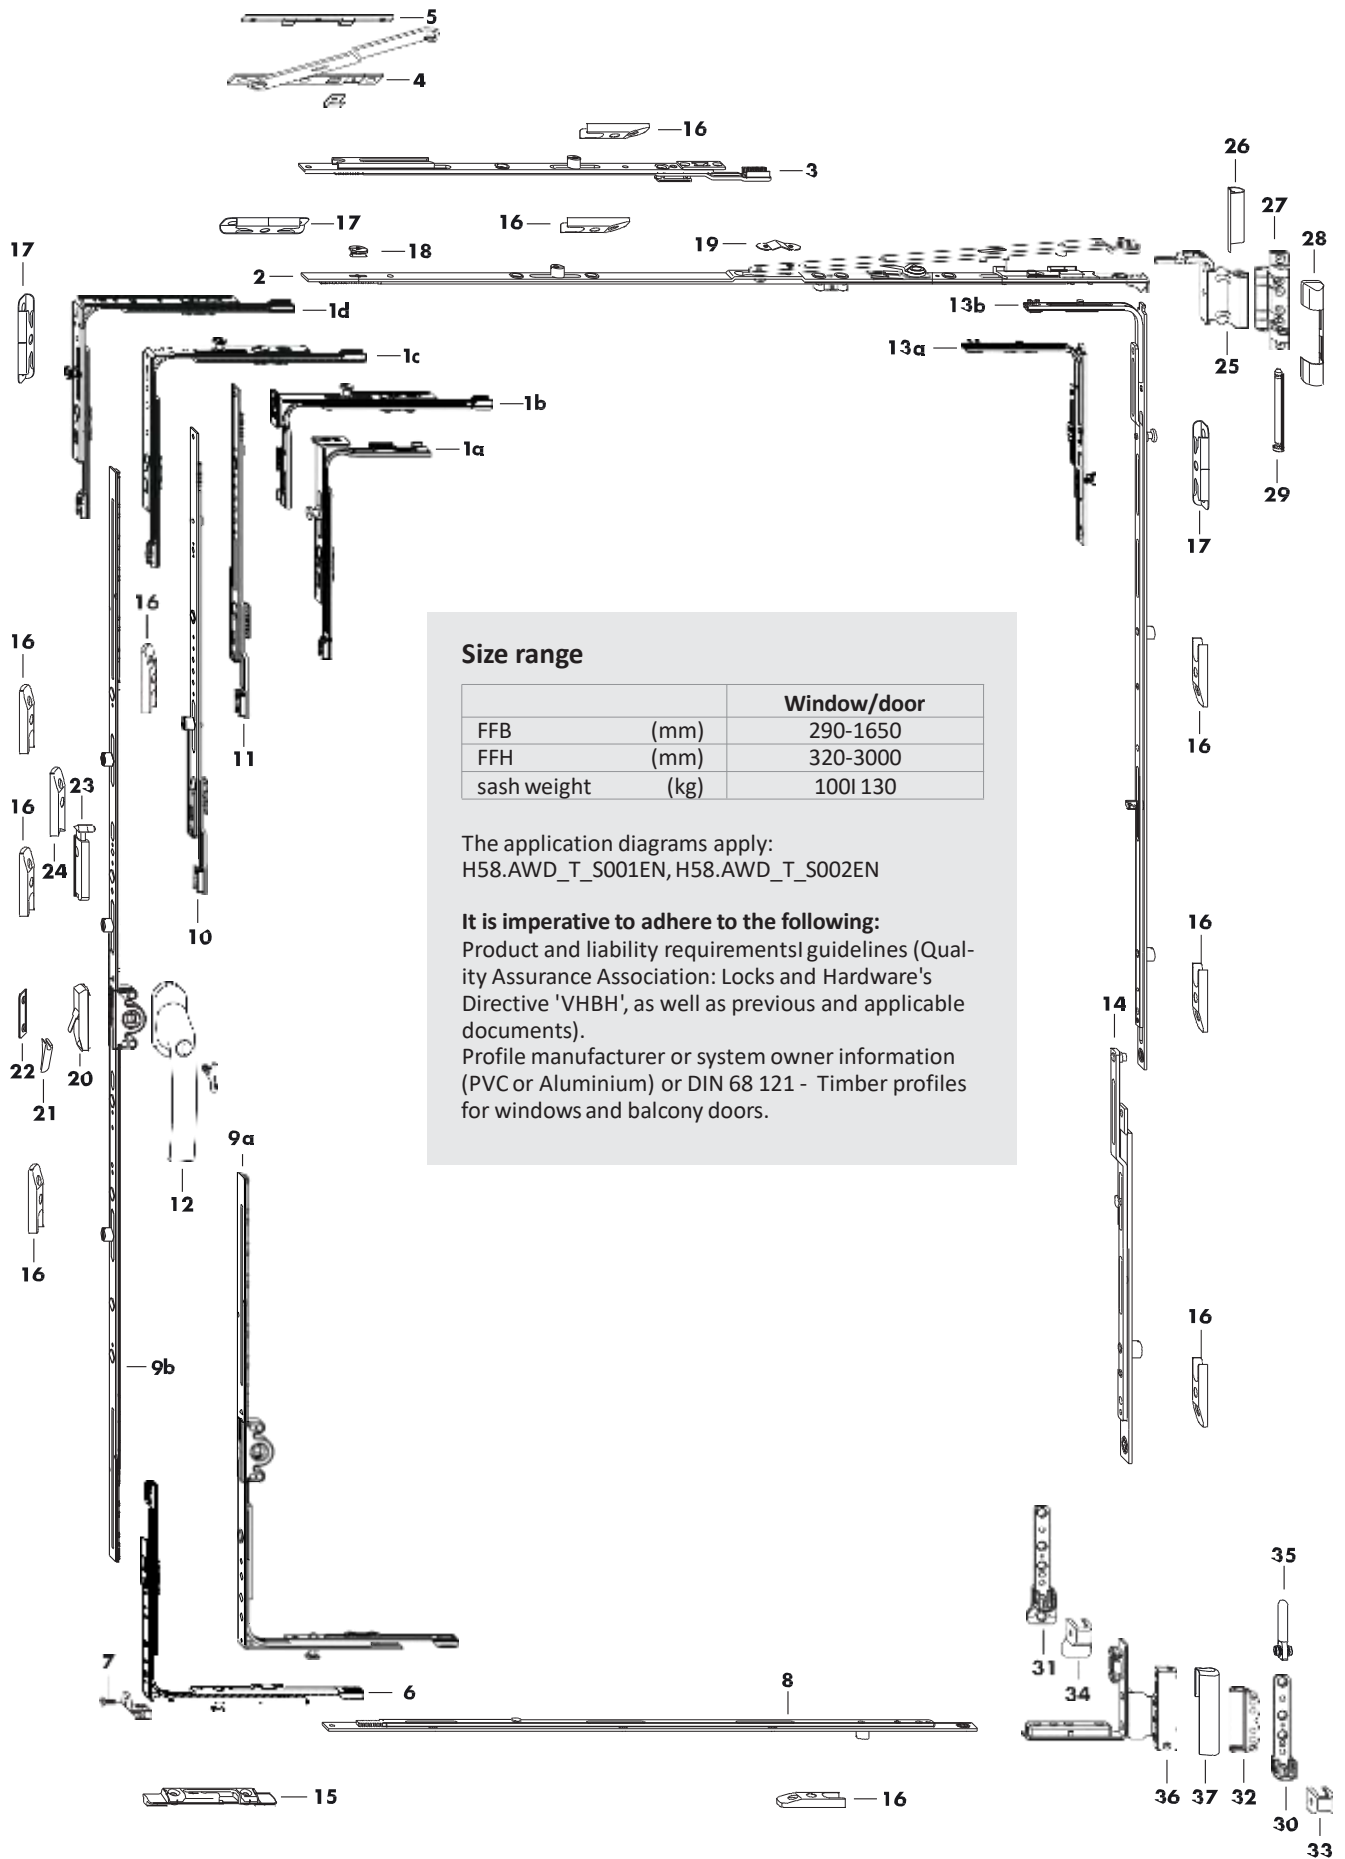 5
4
16
3
26
27
28
17
16
17
18
19
2
1d
13b
1c
13a
25
1b
1a
29
17
16
16
Size range
Window/door
FFB (mm) 290-1650
FFH (mm) 320-3000
sash weight (kg) 100I 130
The application diagrams apply:
H58.AWD_T_S001EN, H58.AWD_T_S002EN
It is imperative to adhere to the following:
Product and liability requirementsI guidelines (Qual-
ity Assurance Association: Locks and Hardware's
Directive 'VHBH', as well as previous and applicable
documents).
Profile manufacturer or system owner information
(PVC or Aluminium) or DIN 68 121 - Timber profiles
for windows and balcony doors.
16
11
23
16
24
10
16
14
22
20
21
9a
12
16
16
9b
35
7
31
6
8
34
15
16
36
37
32
30
33